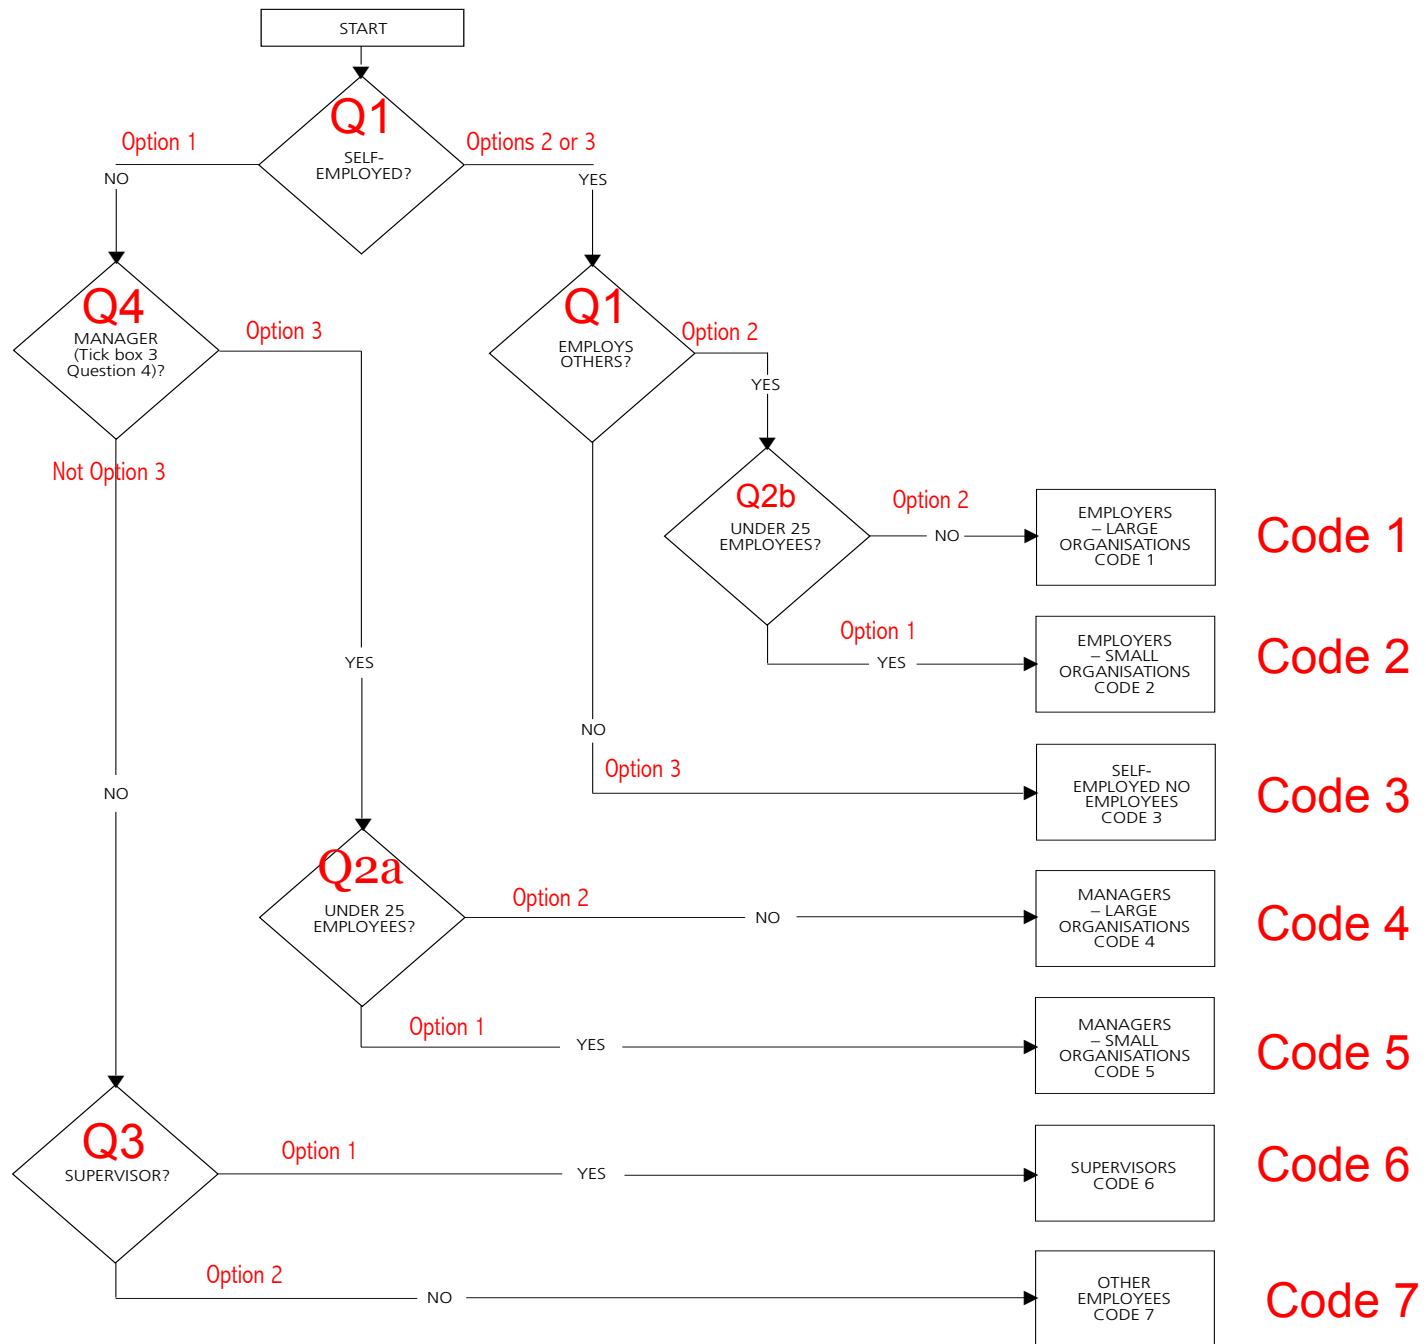 START
Q1
SELF-
EMPLOYED?
Option 1
NO
Options 2 or 3
YES
Q4
MANAGER
(Tick box 3
Question 4)?
Option 3
Q1
EMPLOYS
OTHERS?
Option 2
YES
Not Option 3
Q2b
UNDER 25
EMPLOYEES?
Option 2
NO
EMPLOYERS
– LARGE
ORGANISATIONS
CODE 1
Code 1
Option 1
YES
EMPLOYERS
– SMALL
ORGANISATIONS
CODE 2
Code 2
YES
NO
Option 3
SELF-
EMPLOYED NO
EMPLOYEES
CODE 3
Code 3
NO
Q2a
UNDER 25
EMPLOYEES?
Option 2
NO
MANAGERS
– LARGE
ORGANISATIONS
CODE 4
Code 4
Option 1
YES
MANAGERS
– SMALL
ORGANISATIONS
CODE 5
Code 5
Q3
SUPERVISOR?
Option 1
YES
SUPERVISORS
CODE 6
Code 6
Option 2
NO
OTHER
EMPLOYEES
CODE 7
Code 7